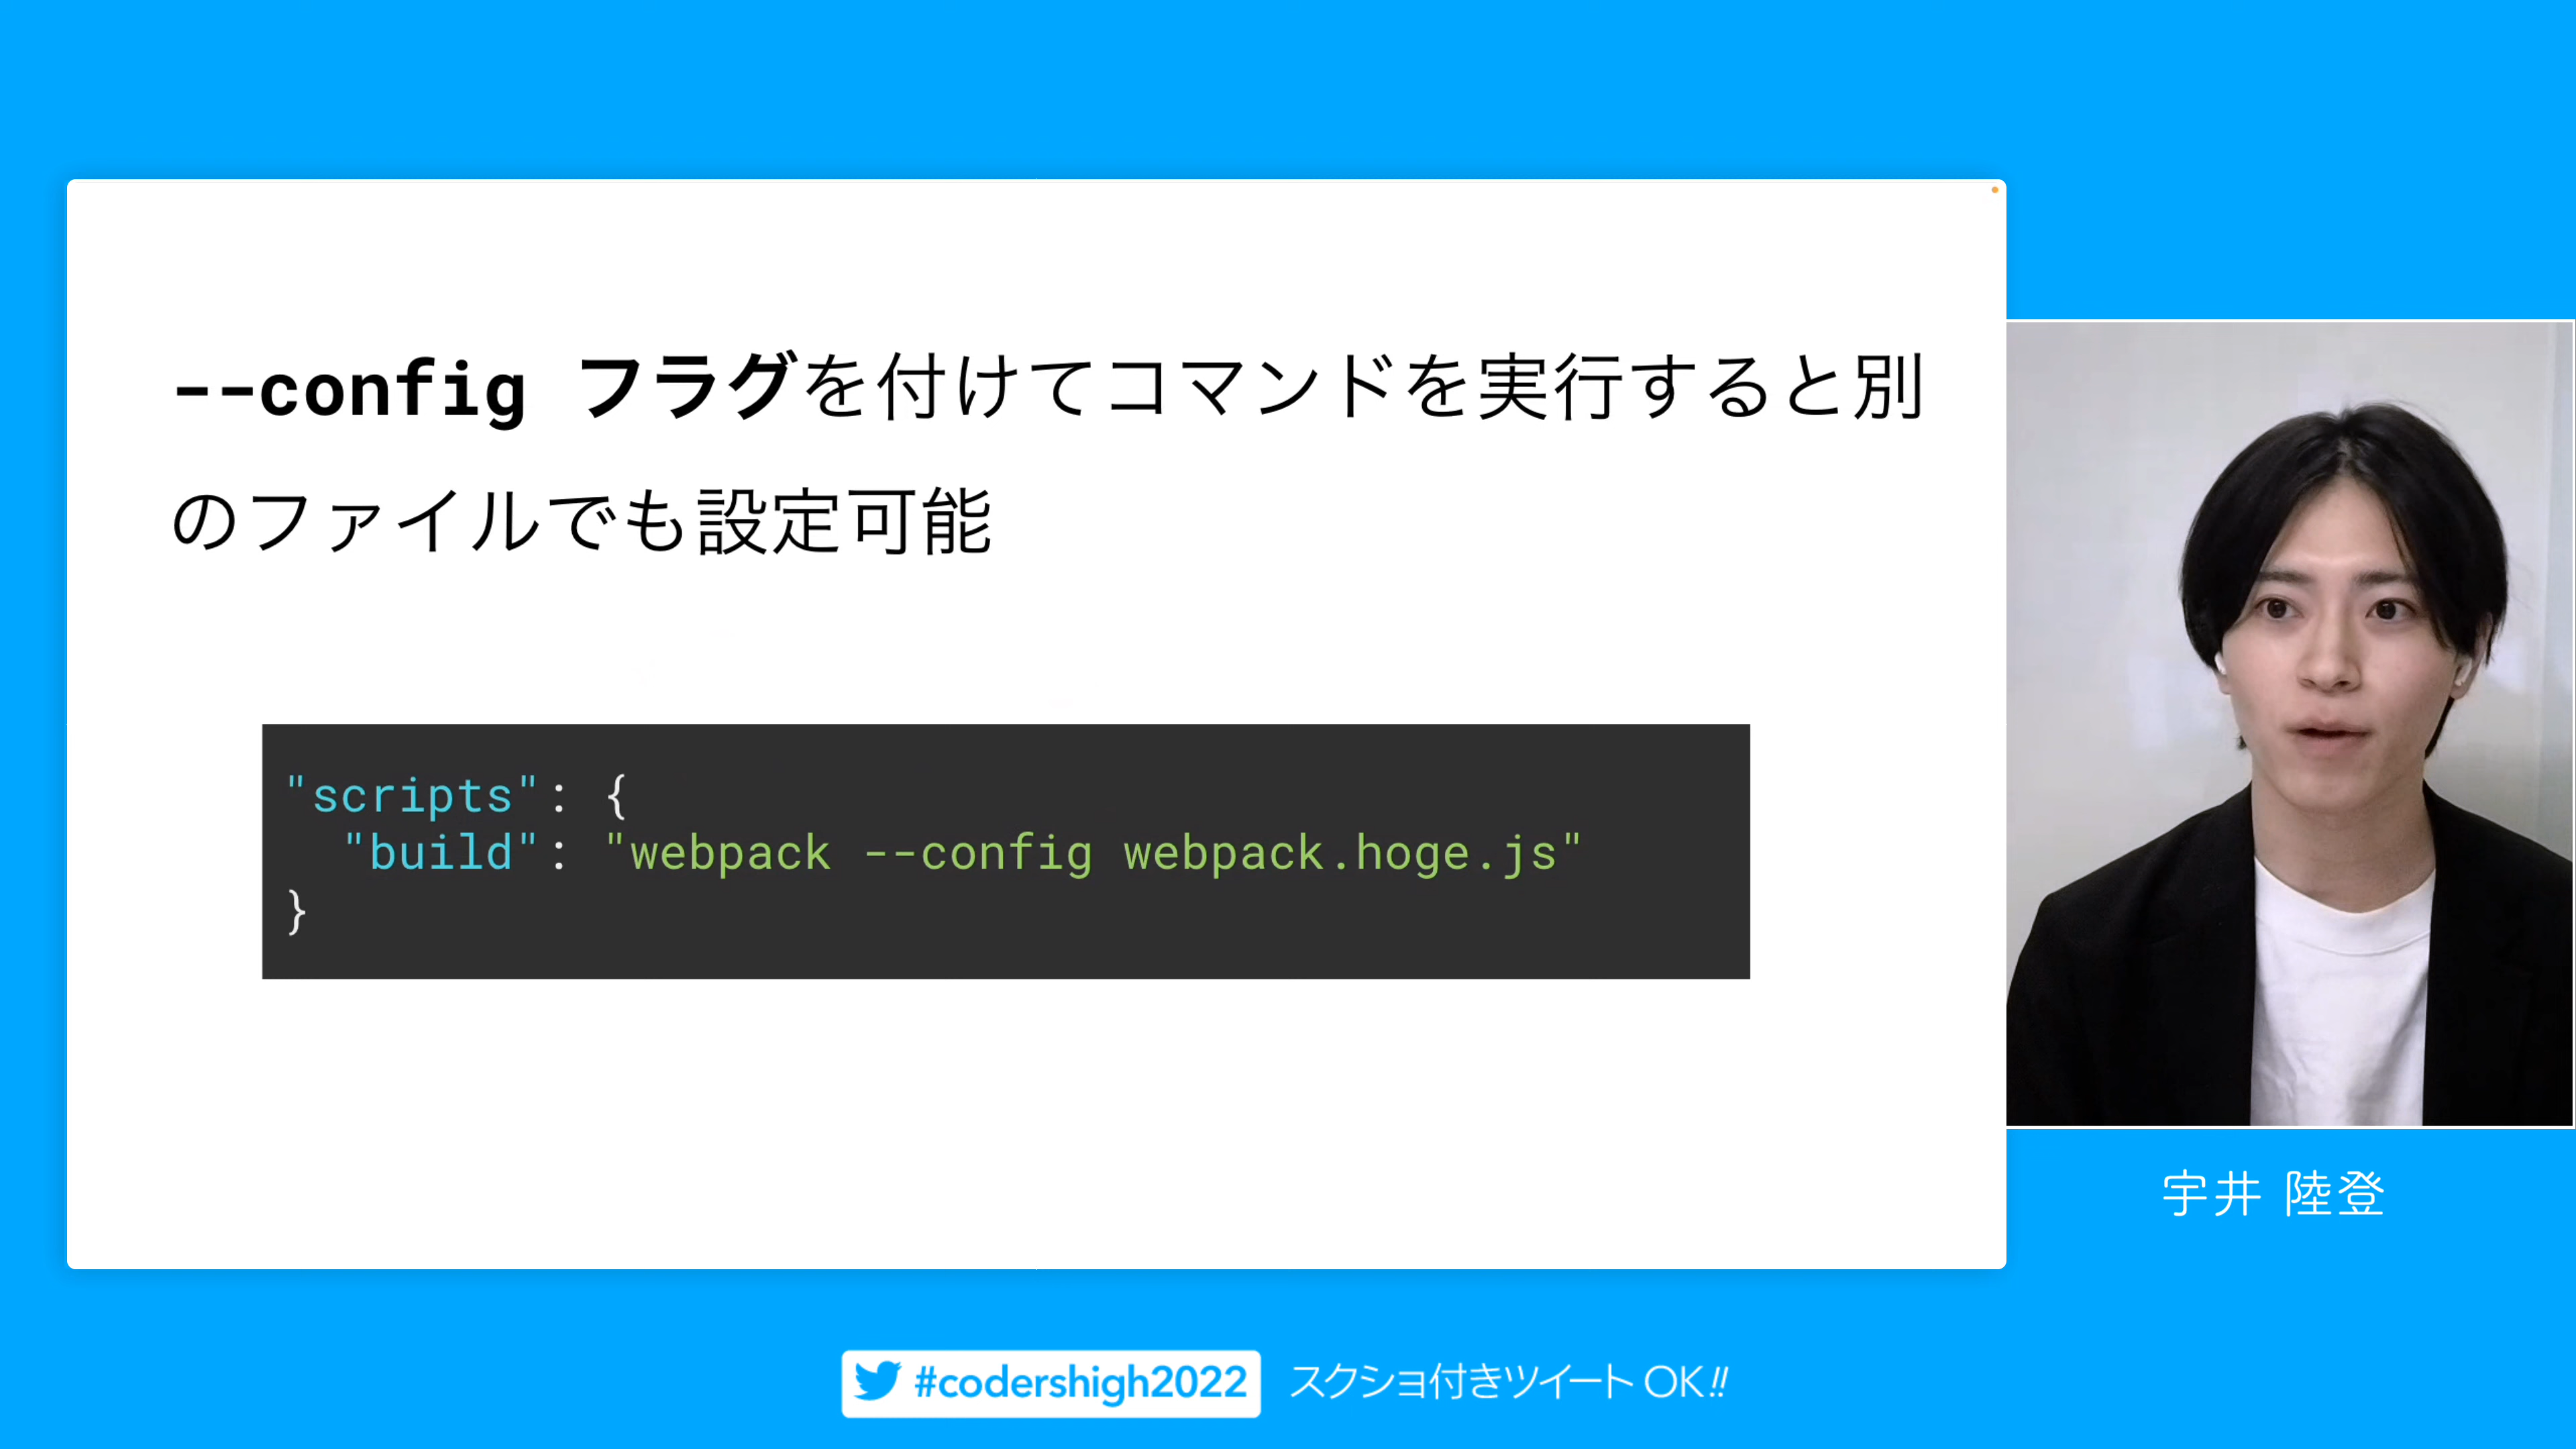 --config フラグを付けてコマンドを実行すると別
のファイルでも設定可能
"scripts": {
"build": "webpack --config webpack.hoge.js"
}
宇井 陸登
#codershigh2022 スクショ付きツイート OK!!